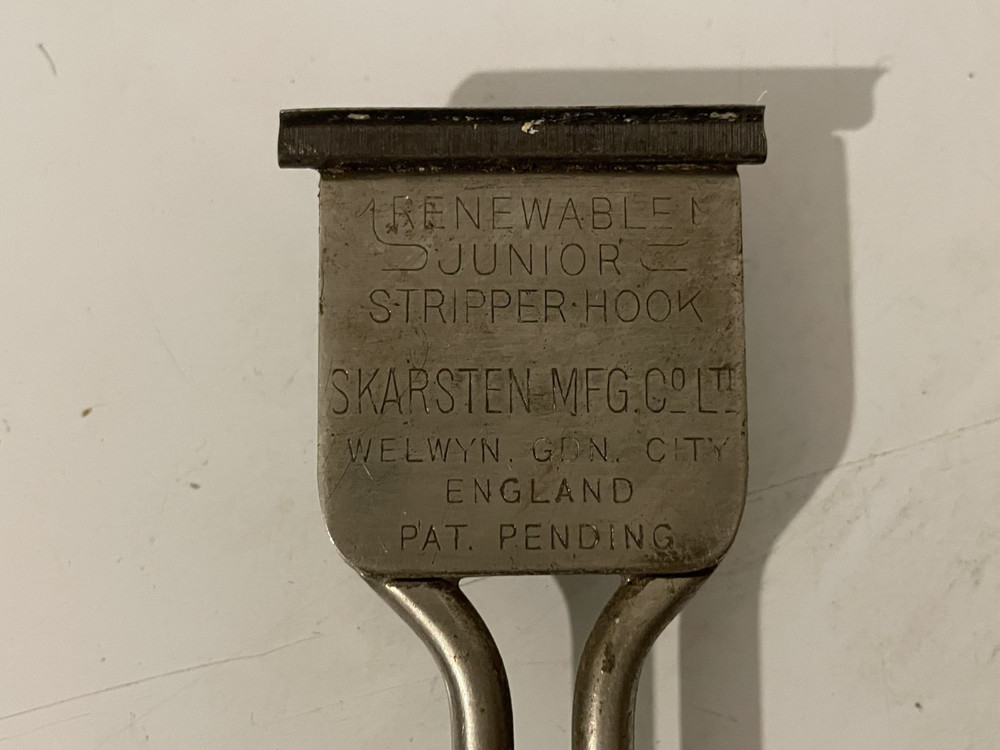 RENEWABLE
JUNIOR
STRIPPER·HOOK
SKARSTEN MFG. Cº LTD
WELWYN. GDN. CITY
ENGLAND
PAT. PENDING